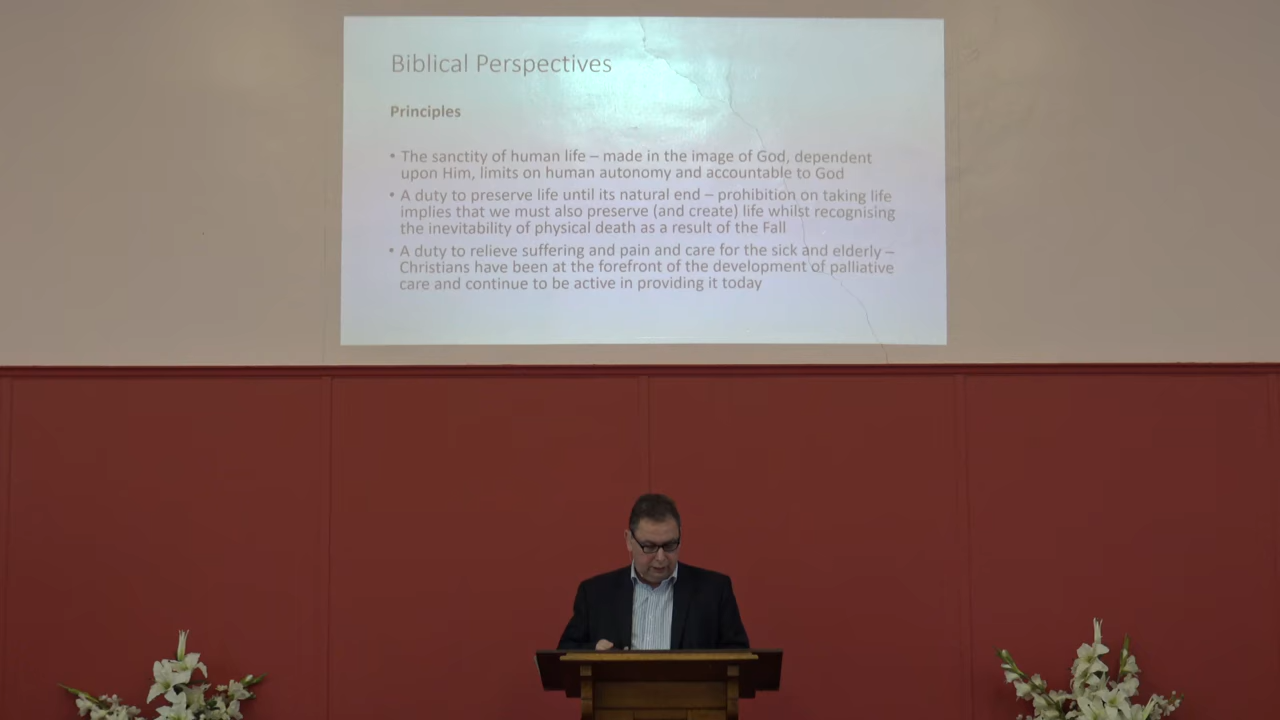 Biblical Perspectives
Principles
• The sanctity of human life – made in the image of God, dependent
upon Him, limits on human autonomy and accountable to God
• A duty to preserve life until its natural end – prohibition on taking life
implies that we must also preserve (and create) life whilst recognising
the inevitability of physical death as a result of the Fall
• A duty to relieve suffering and pain and care for the sick and elderly –
Christians have been at the forefront of the development of palliative
care and continue to be active in providing it today